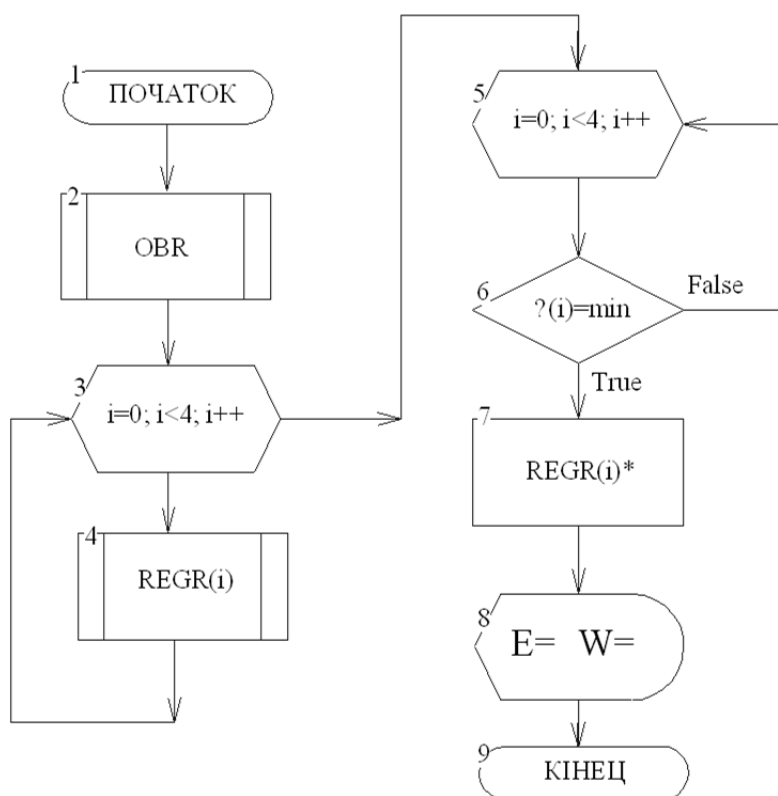 1
ПОЧАТОК
2
OBR
3
i=0; i<4; i++
4
REGR(i)
5
i=0; i<4; i++
6
?(i)=min
False
True
7
REGR(i)*
8
E= W=
9
КІНЕЦ